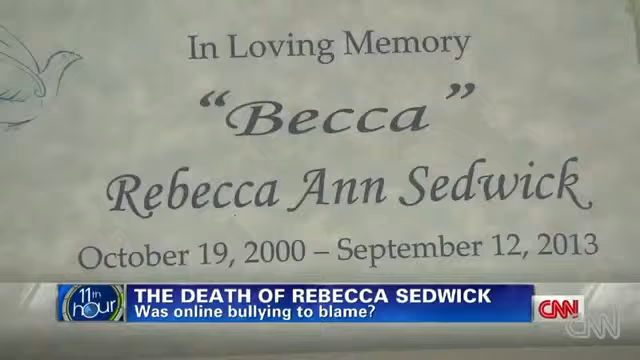 In Loving Memory
“Becca”
Rebecca Ann Sedwick
October 19, 2000 – September 12, 2013
11th hour
THE DEATH OF REBECCA SEDWICK
Was online bullying to blame?
CNN
CNN